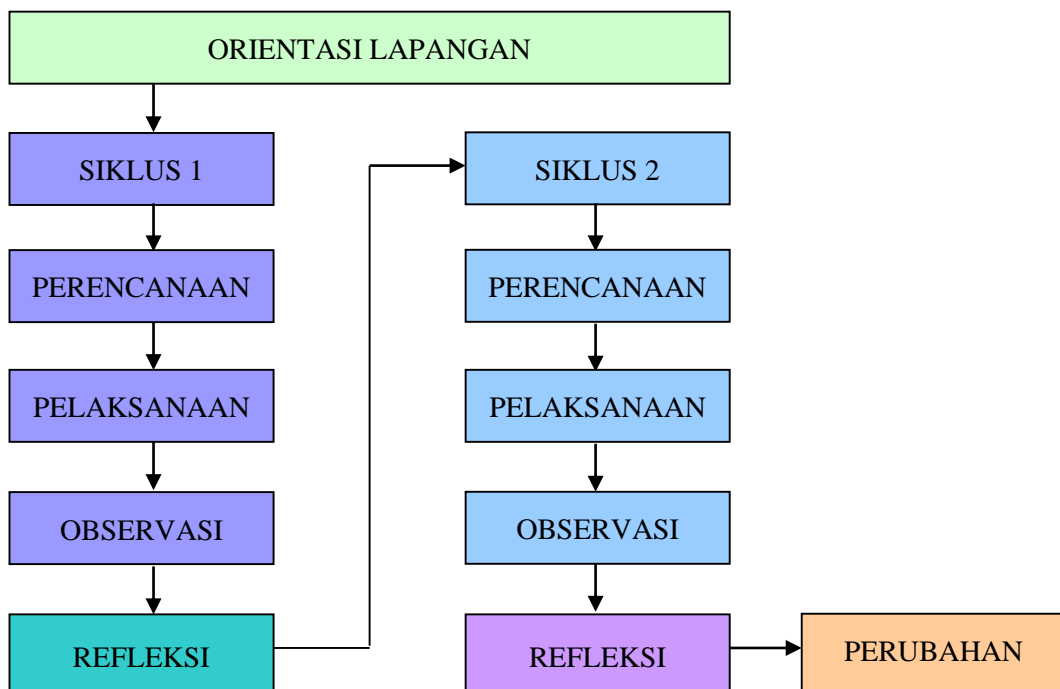 ORIENTASI LAPANGAN
SIKLUS 1
PERENCANAAN
PELAKSANAAN
OBSERVASI
REFLEKSI
SIKLUS 2
PERENCANAAN
PELAKSANAAN
OBSERVASI
REFLEKSI
PERUBAHAN